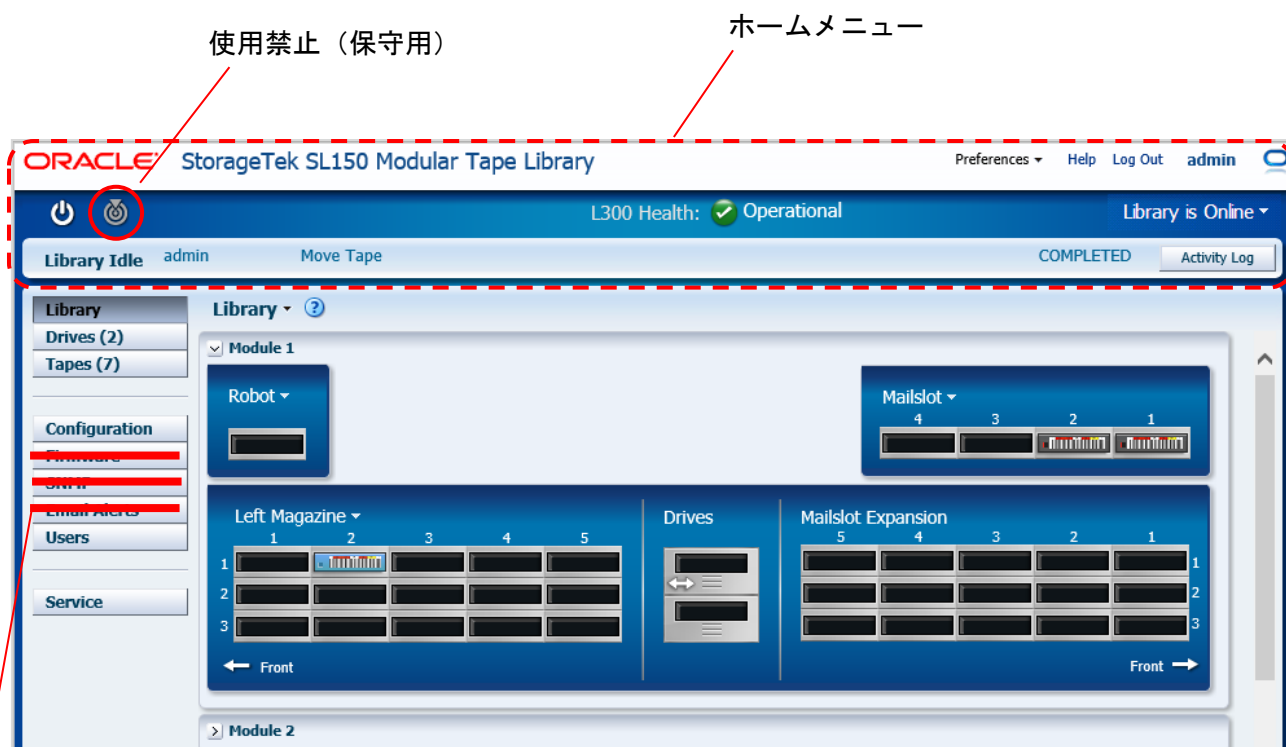 ホームメニュー
使用禁止（保守用）
ORACLE StorageTek SL150 Modular Tape Library Preferences Help Log Out admin
L300 Health: Operational Library is Online
Library Idle admin Move Tape COMPLETED Activity Log
Library
Drives (2)
Tapes (7)
Configuration
Firmware
SNMP
Email Alerts
Users
Service
Library ?
Module 1
Robot
Mailslot
4 3 2 1
Left Magazine
1 2 3 4 5
1
2
3
Front
Drives
Mailslot Expansion
5 4 3 2 1
1
2
3
Front
Module 2